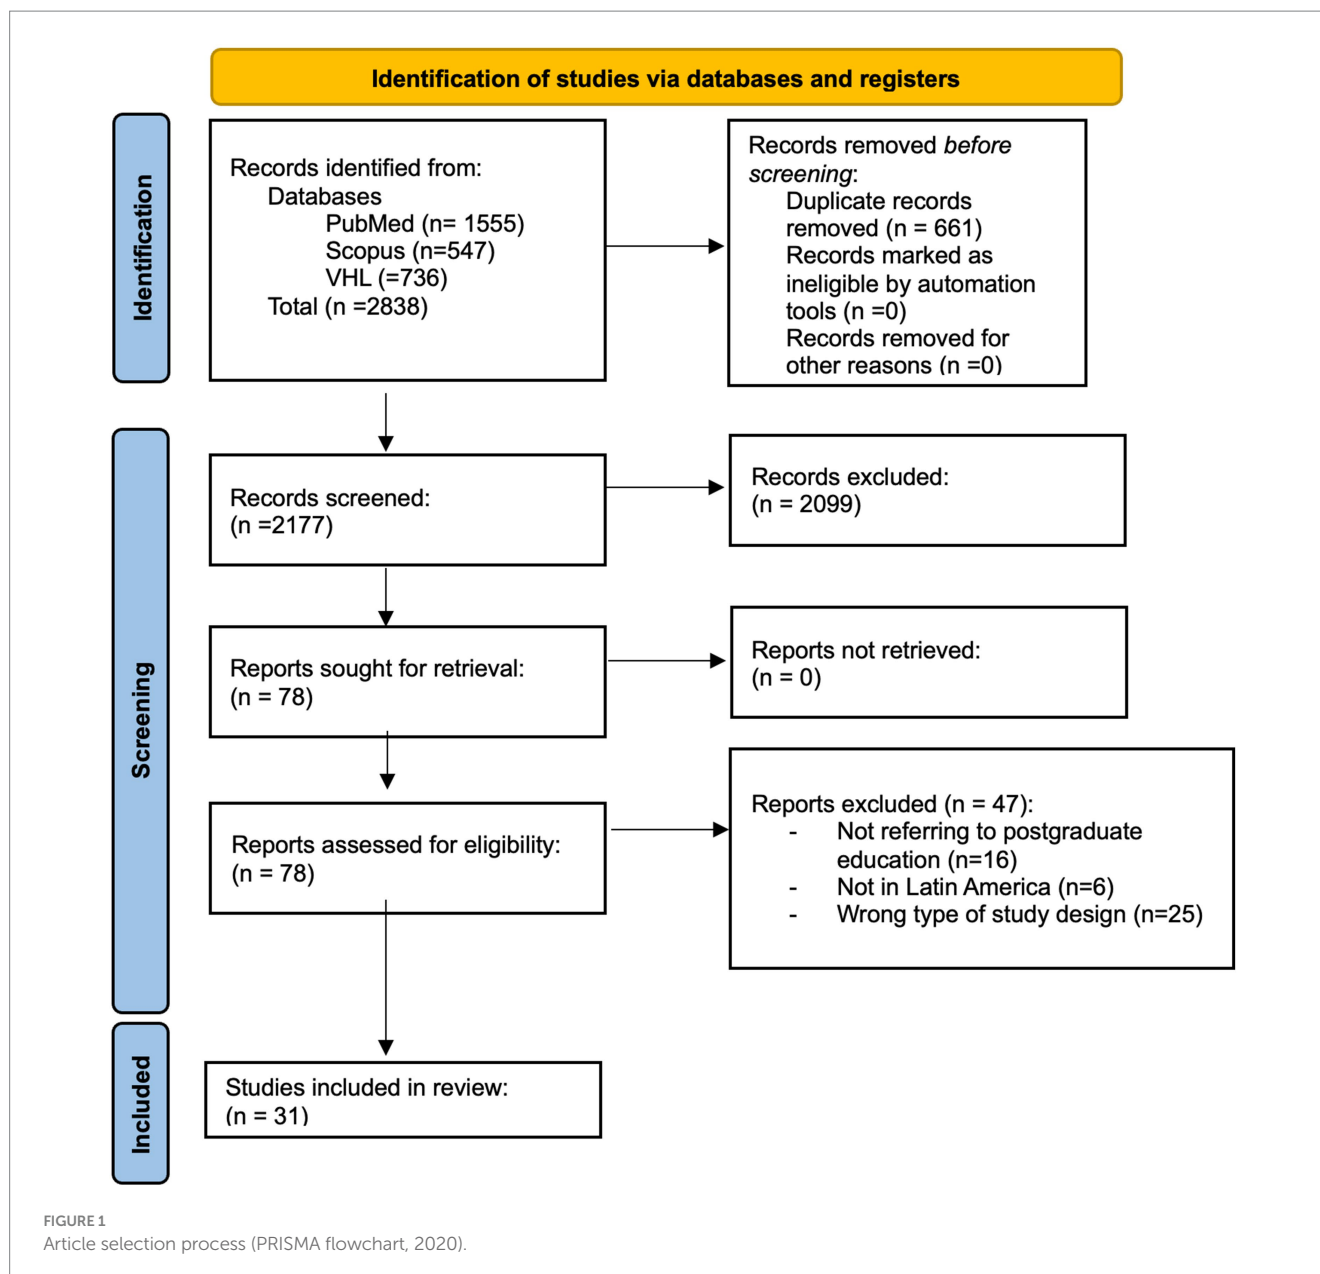 Identification of studies via databases and registers
Identification
Records identified from:
Databases
PubMed (n= 1555)
Scopus (n=547)
VHL (=736)
Total (n =2838)
Records removed before
screening:
Duplicate records
removed (n = 661)
Records marked as
ineligible by automation
tools (n =0)
Records removed for
other reasons (n =0)
Screening
Records screened:
(n =2177)
Records excluded:
(n = 2099)
Reports sought for retrieval:
(n = 78)
Reports not retrieved:
(n = 0)
Reports assessed for eligibility:
(n = 78)
Reports excluded (n = 47):
- Not referring to postgraduate
education (n=16)
- Not in Latin America (n=6)
- Wrong type of study design (n=25)
Included
Studies included in review:
(n = 31)
FIGURE 1
Article selection process (PRISMA flowchart, 2020).